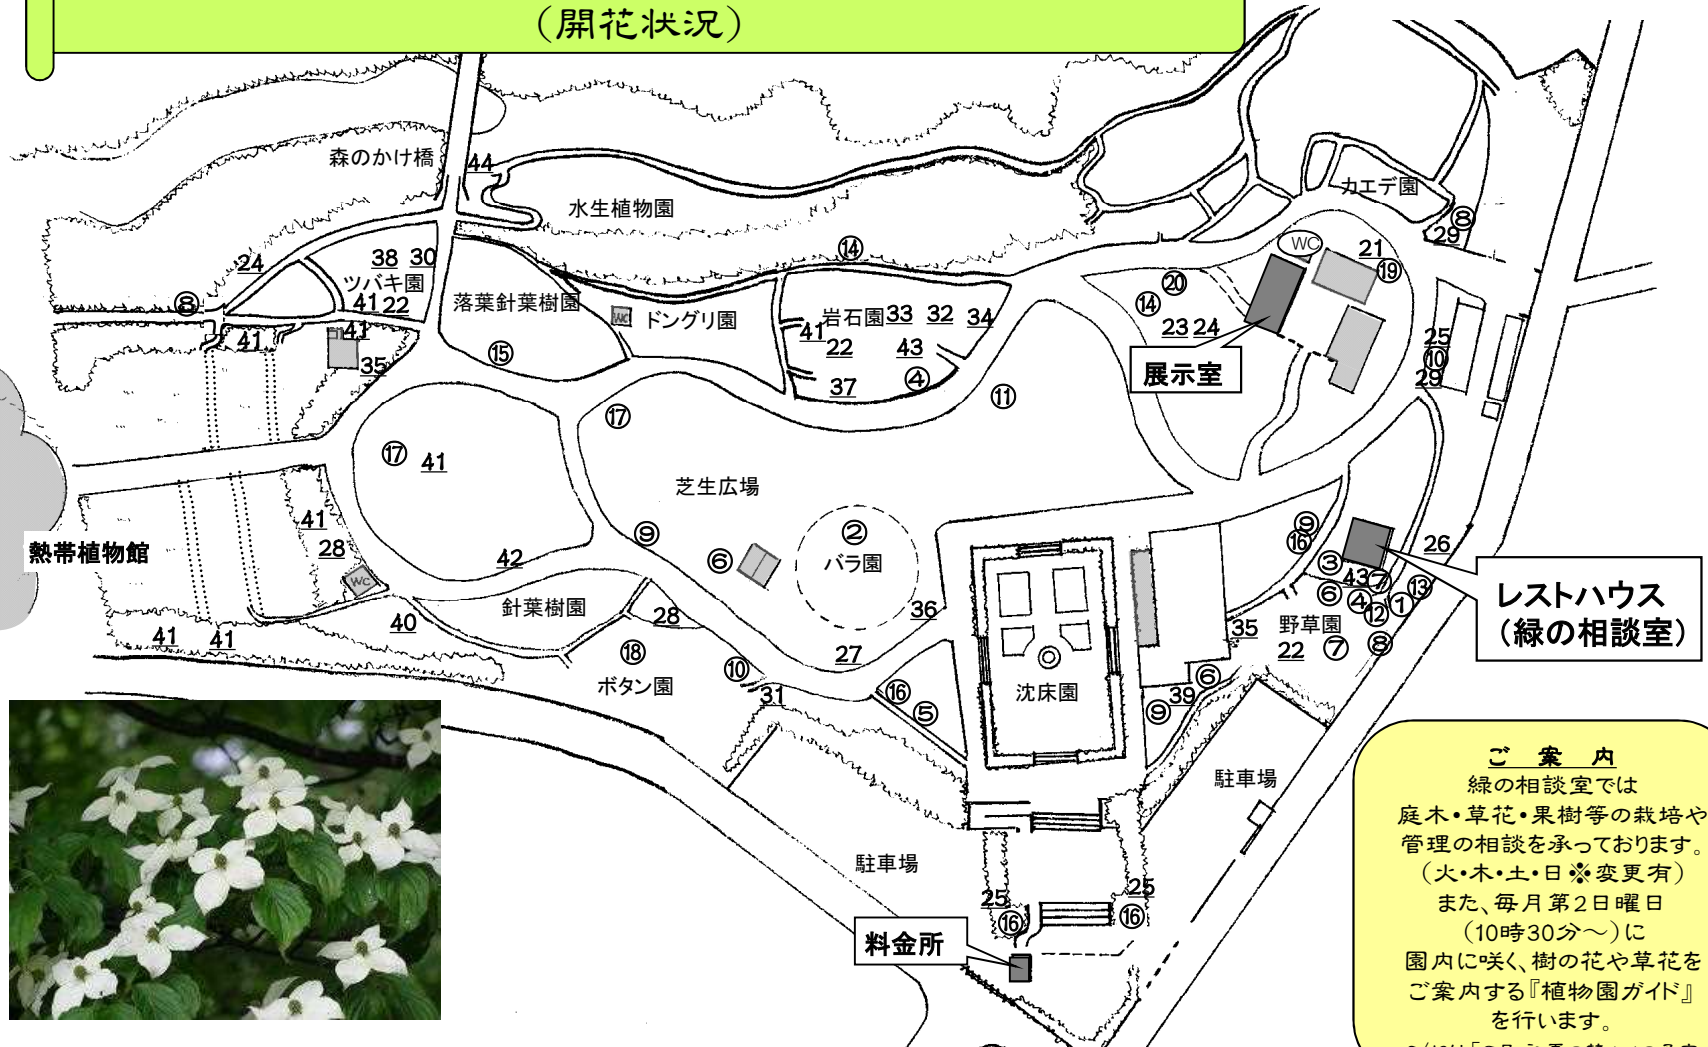 （開花状況）
森のかけ橋
44
水生植物園
カエデ園
⑧
29
WC
21
⑲
⑭
24
38 30
ツバキ園
41 22
⑧
41
41
35
落葉針葉樹園
⑮
WC
ドングリ園
岩石園 33 32 34
41
22
43
37
④
⑳
⑭
23 24
展示室
25
⑩
29
⑪
⑰
⑰
41
芝生広場
41
28
熱帯植物館
WC
42
⑨
⑥
②
バラ園
⑨
⑯
26
③
43
⑦
⑥
④
⑫
①
⑬
レストハウス
（緑の相談室）
針葉樹園
40
41
41
28
36
35
野草園
22
⑦
⑧
⑱
ボタン園
⑩
31
27
⑯
⑤
沈床園
⑥
39
⑨
駐車場
駐車場
25
⑯
25
⑯
料金所
ご 案 内
緑の相談室では
庭木・草花・果樹等の栽培や
管理の相談を承っております。
（火・木・土・日※変更有）
また、毎月第2日曜日
（10時30分～）に
園内に咲く、樹の花や草花を
ご案内する『植物園ガイド』
を行います。